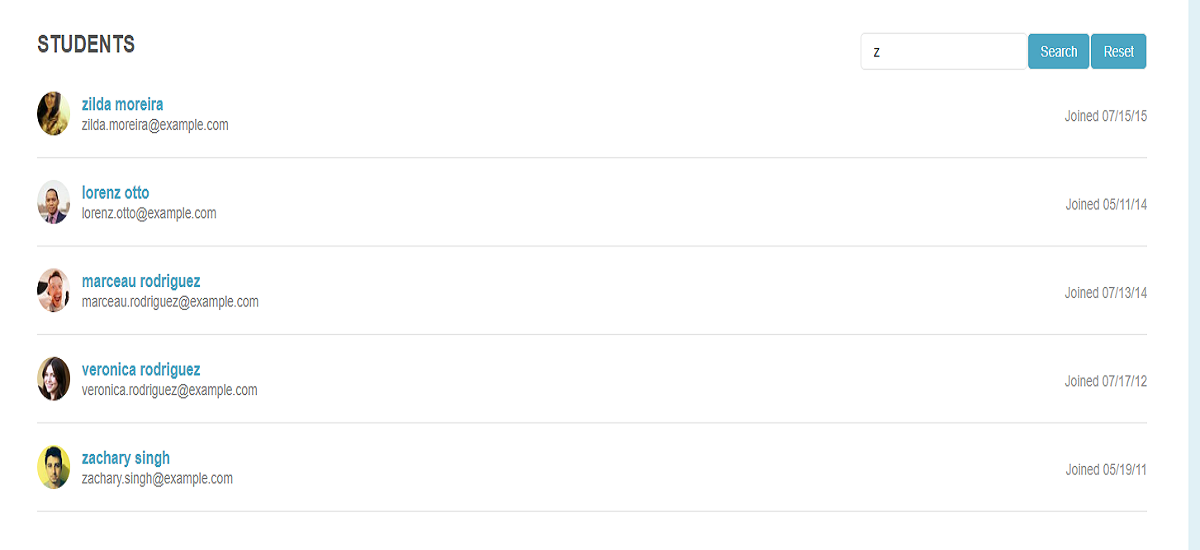 STUDENTS
z
Search
Reset
zilda moreira
zilda.moreira@example.com
Joined 07/15/15
lorenz otto
lorenz.otto@example.com
Joined 05/11/14
marceau rodriguez
marceau.rodriguez@example.com
Joined 07/13/14
veronica rodriguez
veronica.rodriguez@example.com
Joined 07/17/12
zachary singh
zachary.singh@example.com
Joined 05/19/11